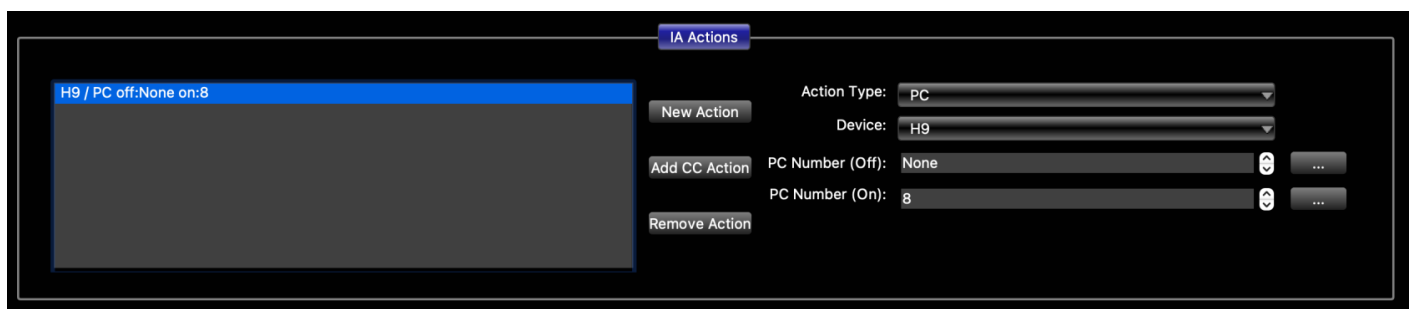 IA Actions
H9 / PC off:None on:8
New Action
Add CC Action
Remove Action
Action Type: PC
Device: H9
PC Number (Off): None ...
PC Number (On): 8 ...